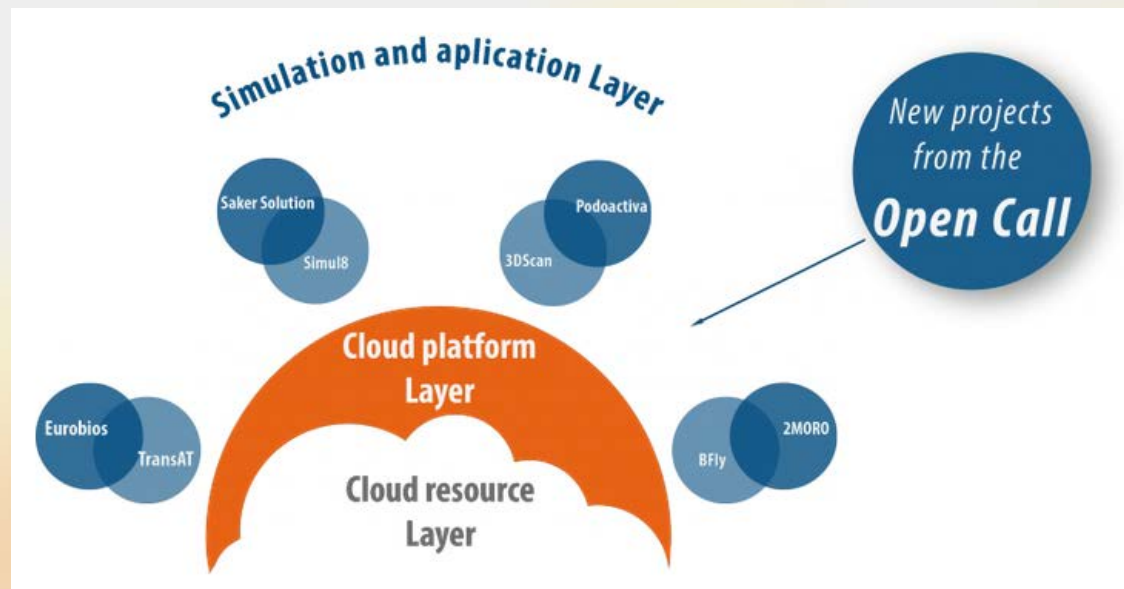 Simulation and aplication Layer
New projects
from the
Open Call
Saker Solution
Simul8
Podoactiva
3DScan
Cloud platform
Layer
Eurobios
TransAT
2MORO
BFly
Cloud resource
Layer